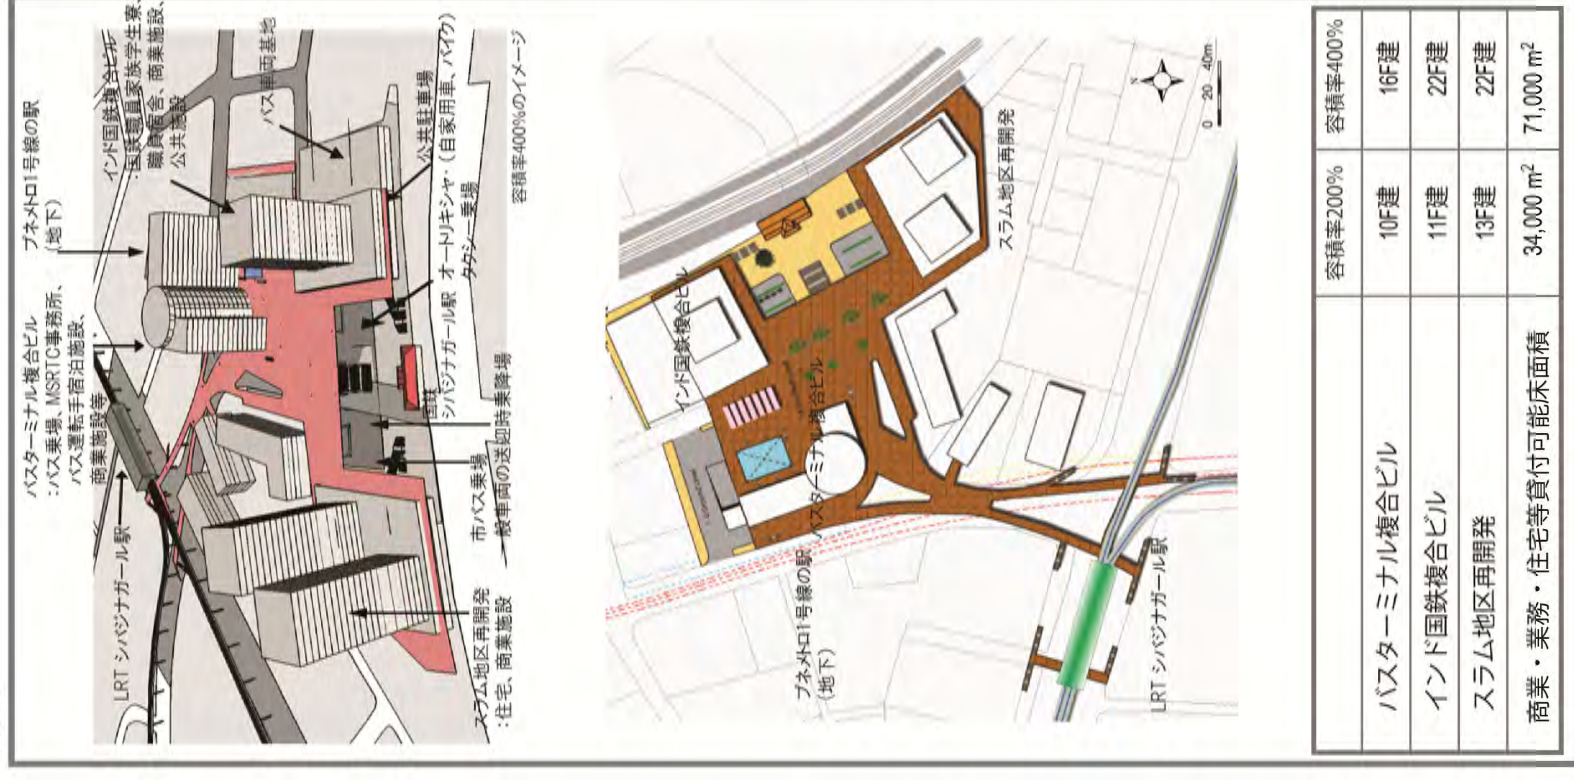 バスターミナル複合ビル
:バス乗場、MSRTC事務所、
バス運転手宿泊施設、
商業施設等
プネメトロ1号線の駅
(地下)
インド国鉄複合ビル
:国鉄職員家族学生寮、
職員宿舎、商業施設、
公共施設
バス車両基地
LRT シバジナガール駅
スラム地区再開発
:住宅、商業施設
市バス乗場
一般車両の送迎時乗降場
国鉄
シバジナガール駅
オートリキシャ・
タクシー乗場
公共駐車場
(自家用車、バイク)
容積率400%のイメージ
インド国鉄複合ビル
スラム地区再開発
バスターミナル複合ビル
プネメトロ1号線の駅
(地下)
LRT シバジナガール駅
N
0 20 40m
容積率200% 容積率400%
バスターミナル複合ビル 10F建 16F建
インド国鉄複合ビル 11F建 22F建
スラム地区再開発 13F建 22F建
商業・業務・住宅等貸付可能床面積 34,000 m² 71,000 m²